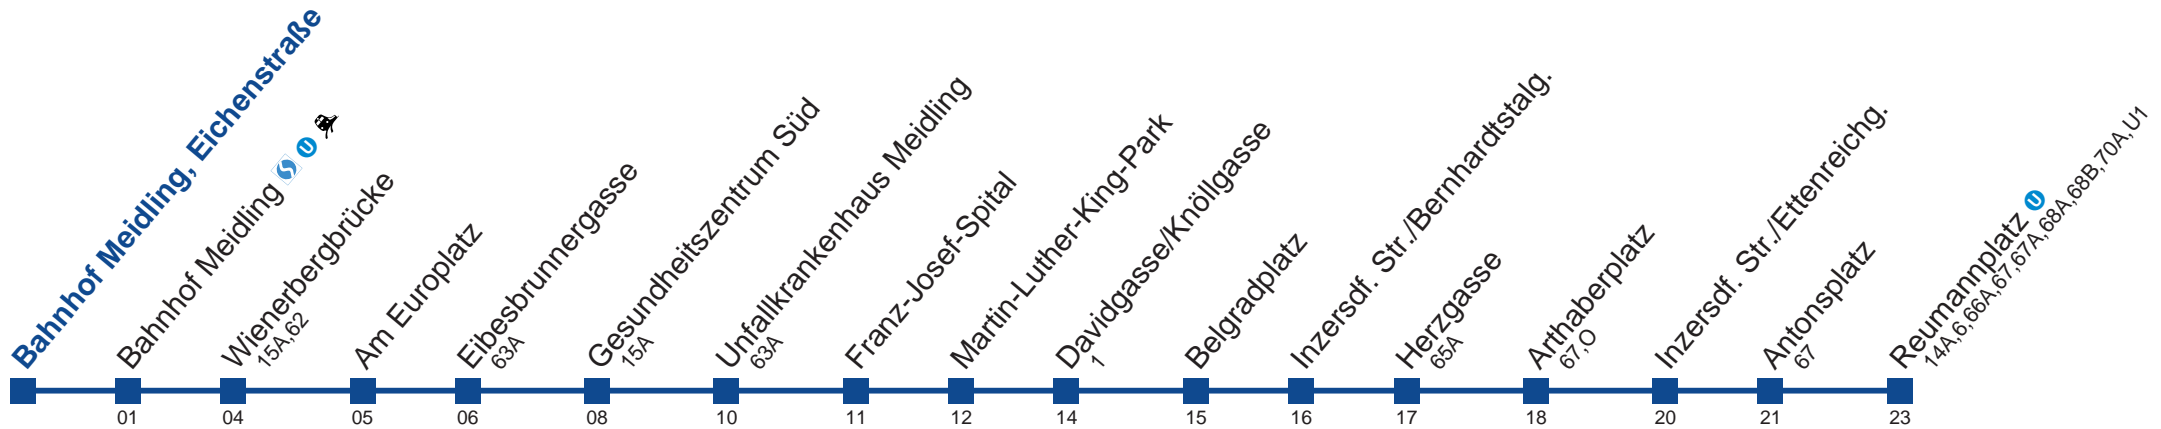 Bahnhof Meidling, Eichenstraße
Bahnhof Meidling S U
Wienerbergbrücke
15A,62
Am Europlatz
Eibesbrunnergasse
63A
Gesundheitszentrum Süd
15A
Unfallkrankenhaus Meidling
63A
Franz-Josef-Spital
Martin-Luther-King-Park
Davidgasse/Knöllgasse
1
Belgradplatz
Inzersdf. Str./Bernhardtstalg.
Herzgasse
65A
Arthaberplatz
67,O
Inzersdf. Str./Ettenreichg.
Antonsplatz
67
Reumannplatz U
14A,6,66A,67,67A,68A,68B,70A,U1
01 04 05 06 08 10 11 12 14 15 16 17 18 20 21 23